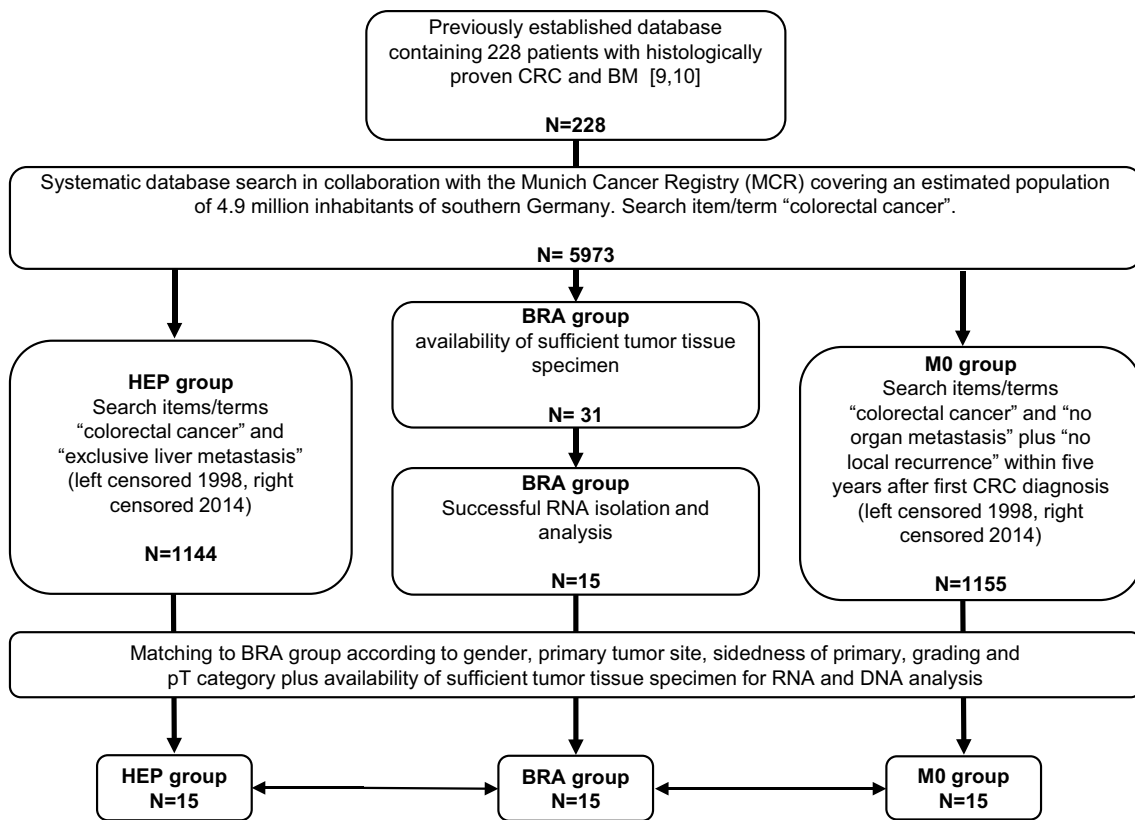 Previously established database
containing 228 patients with histologically
proven CRC and BM [9,10]
N=228
Systematic database search in collaboration with the Munich Cancer Registry (MCR) covering an estimated population
of 4.9 million inhabitants of southern Germany. Search item/term “colorectal cancer”.
N= 5973
HEP group
Search items/terms
“colorectal cancer” and
“exclusive liver metastasis”
(left censored 1998, right
censored 2014)
N=1144
BRA group
availability of sufficient tumor tissue
specimen
N= 31
BRA group
Successful RNA isolation and
analysis
N=15
M0 group
Search items/terms
“colorectal cancer” and “no
organ metastasis” plus “no
local recurrence” within five
years after first CRC diagnosis
(left censored 1998, right
censored 2014)
N=1155
Matching to BRA group according to gender, primary tumor site, sidedness of primary, grading and
pT category plus availability of sufficient tumor tissue specimen for RNA and DNA analysis
HEP group
N=15
BRA group
N=15
M0 group
N=15